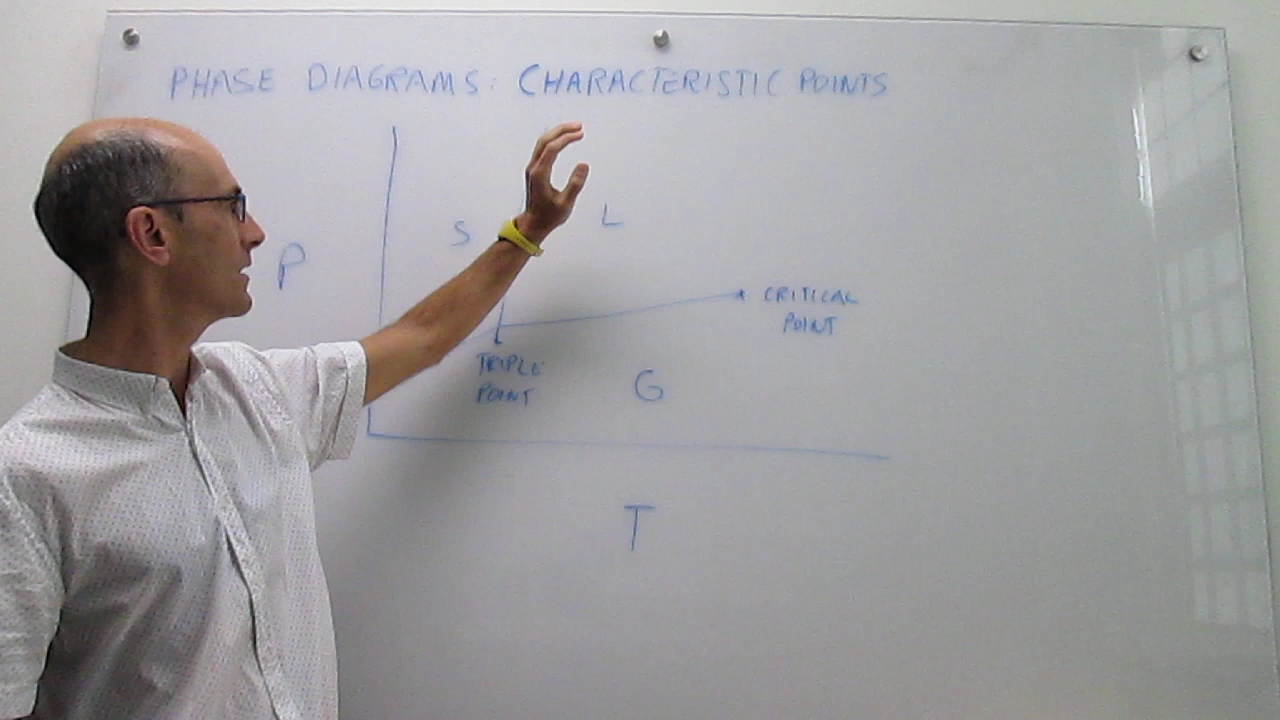 PHASE DIAGRAMS: CHARACTERISTIC POINTS
S
L
P
CRITICAL
POINT
TRIPLE
POINT
G
T